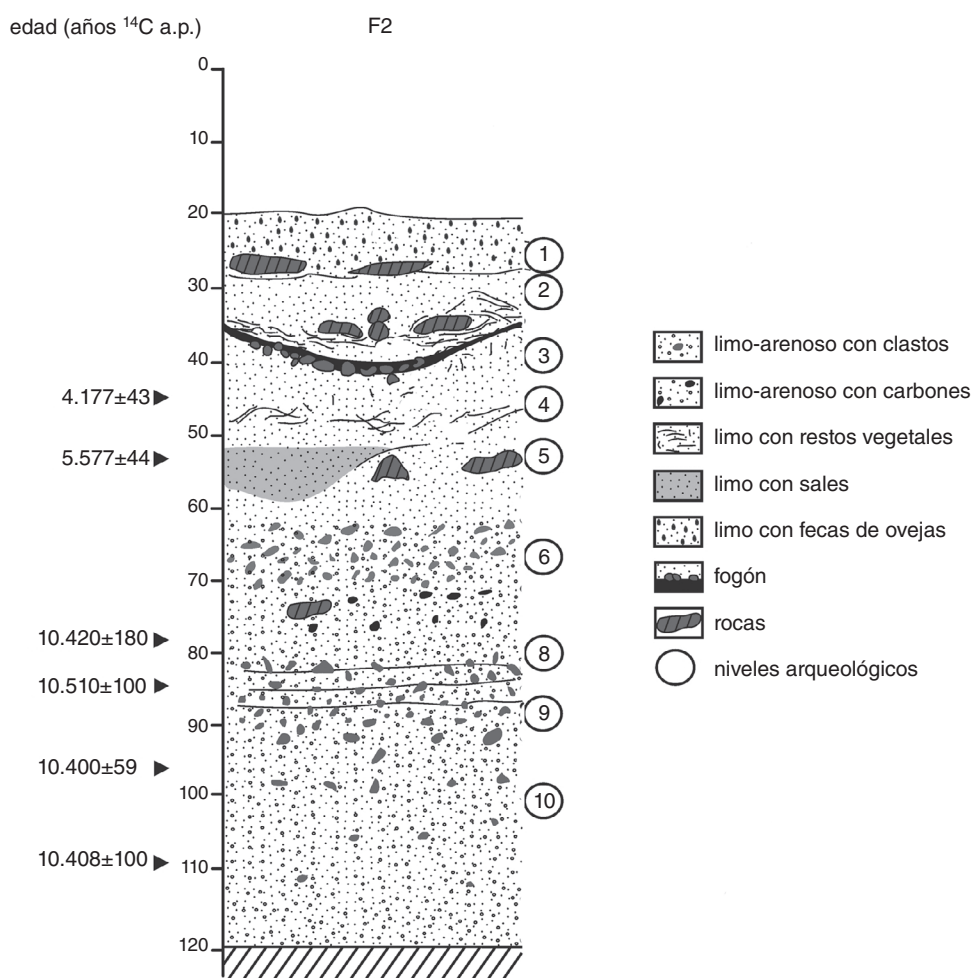 edad (años ¹⁴C a.p.)
F2
0
10
20
30
40
50
60
70
80
90
100
110
120
4.177±43
5.577±44
10.420±180
10.510±100
10.400±59
10.408±100
1
2
3
4
5
6
8
9
10
limo-arenoso con clastos
limo-arenoso con carbones
limo con restos vegetales
limo con sales
limo con fecas de ovejas
fogón
rocas
niveles arqueológicos